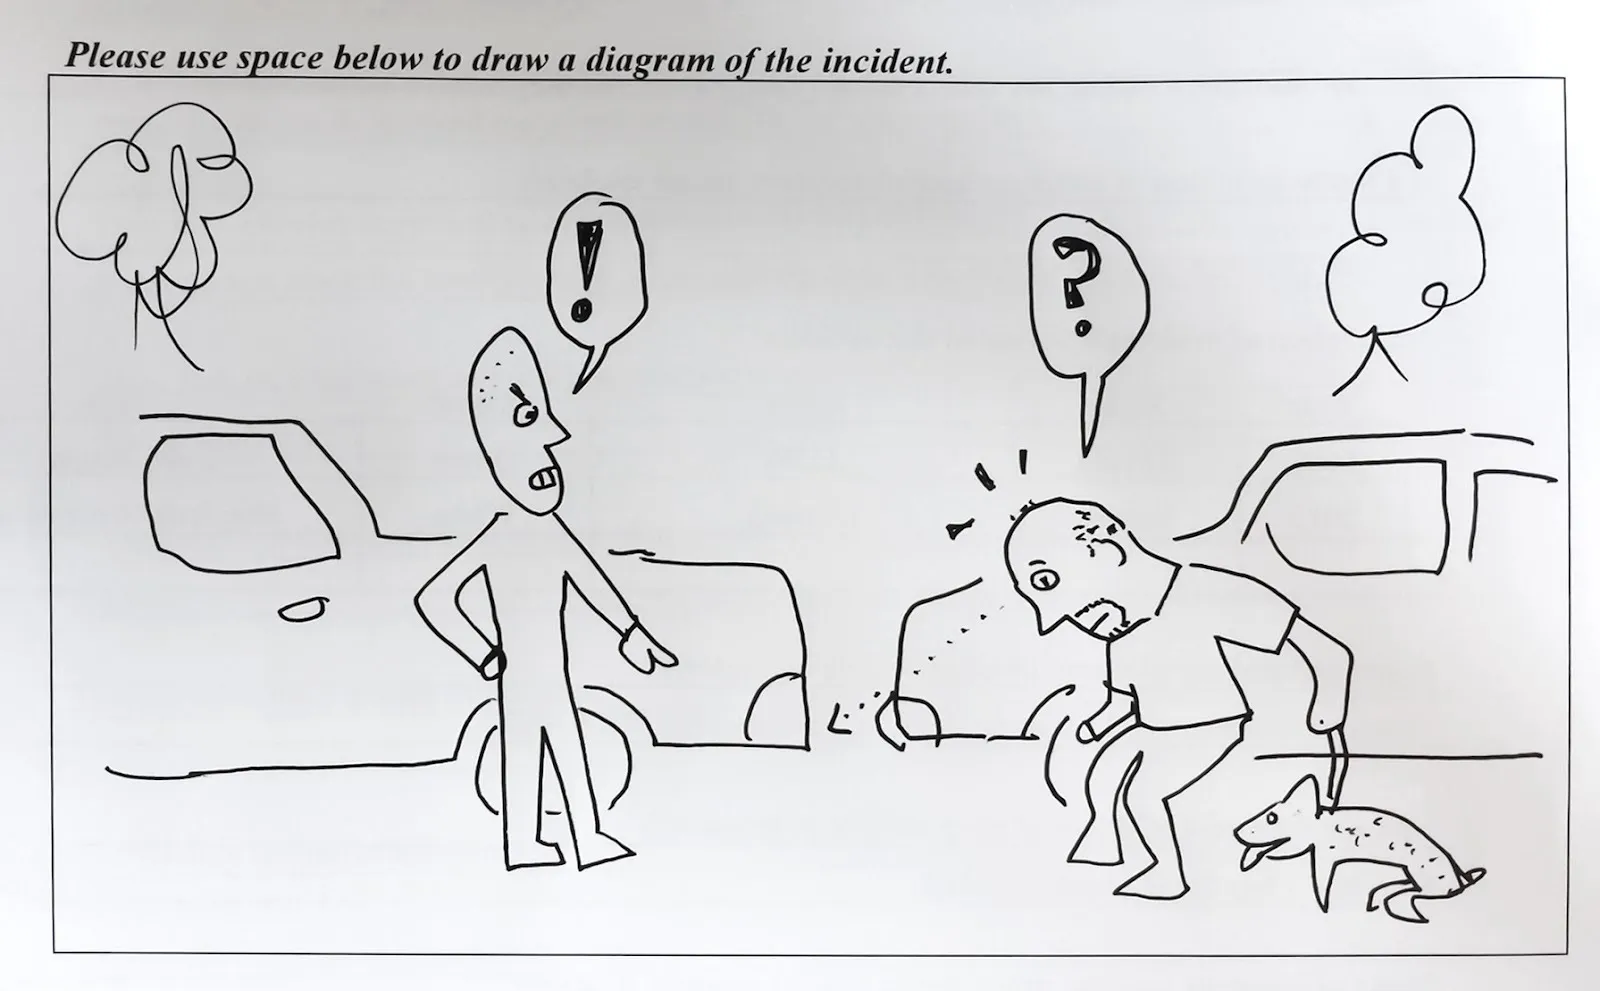 Please use space below to draw a diagram of the incident.
!
?